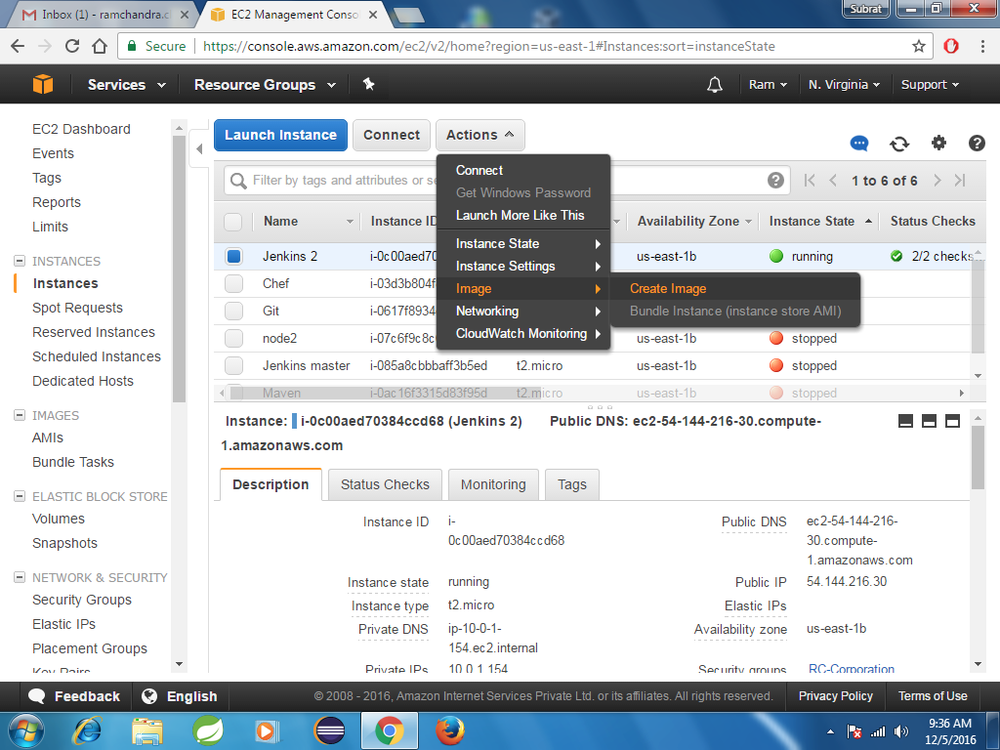 Inbox (1) - ramchandra.c
EC2 Management Conso
Subrat
Secure
https://console.aws.amazon.com/ec2/v2/home?region=us-east-1#Instances:sort=instanceState
Services
Resource Groups
Ram
N. Virginia
Support
EC2 Dashboard
Events
Tags
Reports
Limits
INSTANCES
Instances
Spot Requests
Reserved Instances
Scheduled Instances
Dedicated Hosts
IMAGES
AMIs
Bundle Tasks
ELASTIC BLOCK STORE
Volumes
Snapshots
NETWORK & SECURITY
Security Groups
Elastic IPs
Placement Groups
Key Pairs
Launch Instance
Connect
Actions
Filter by tags and attributes or se
1 to 6 of 6
Name
Instance ID
Availability Zone
Instance State
Status Checks
Jenkins 2
i-0c00aed70
us-east-1b
running
2/2 checks
Chef
i-03d3b804f
Git
i-0617f8934
node2
i-07c6f9c8c
us-east-1b
stopped
Jenkins master
i-085a8cbbbaff3b5ed
t2.micro
us-east-1b
stopped
Maven
i-0ac16f3315d83f95d
t2.micro
us-east-1b
stopped
Connect
Get Windows Password
Launch More Like This
Instance State
Instance Settings
Image
Networking
CloudWatch Monitoring
Create Image
Bundle Instance (instance store AMI)
Instance: i-0c00aed70384ccd68 (Jenkins 2) Public DNS: ec2-54-144-216-30.compute-
1.amazonaws.com
Description
Status Checks
Monitoring
Tags
Instance ID
i-
0c00aed70384ccd68
Instance state
running
Instance type
t2.micro
Private DNS
ip-10-0-1-
154.ec2.internal
Private IPs
10.0.1.154
Public DNS
ec2-54-144-216-
30.compute-
1.amazonaws.com
Public IP
54.144.216.30
Elastic IPs
Availability zone
us-east-1b
Security groups
RC-Corporation
Feedback
English
© 2008 - 2016, Amazon Internet Services Private Ltd. or its affiliates. All rights reserved.
Privacy Policy
Terms of Use
9:36 AM
12/5/2016